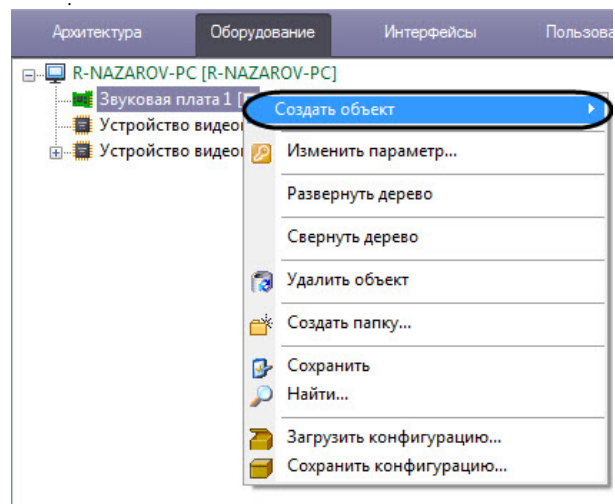 Архитектура Оборудование Интерфейсы Пользова
R-NAZAROV-PC [R-NAZAROV-PC]
Звуковая плата 1 [
Устройство видео
Устройство видео
Создать объект
Изменить параметр...
Развернуть дерево
Свернуть дерево
Удалить объект
Создать папку...
Сохранить
Найти...
Загрузить конфигурацию...
Сохранить конфигурацию...